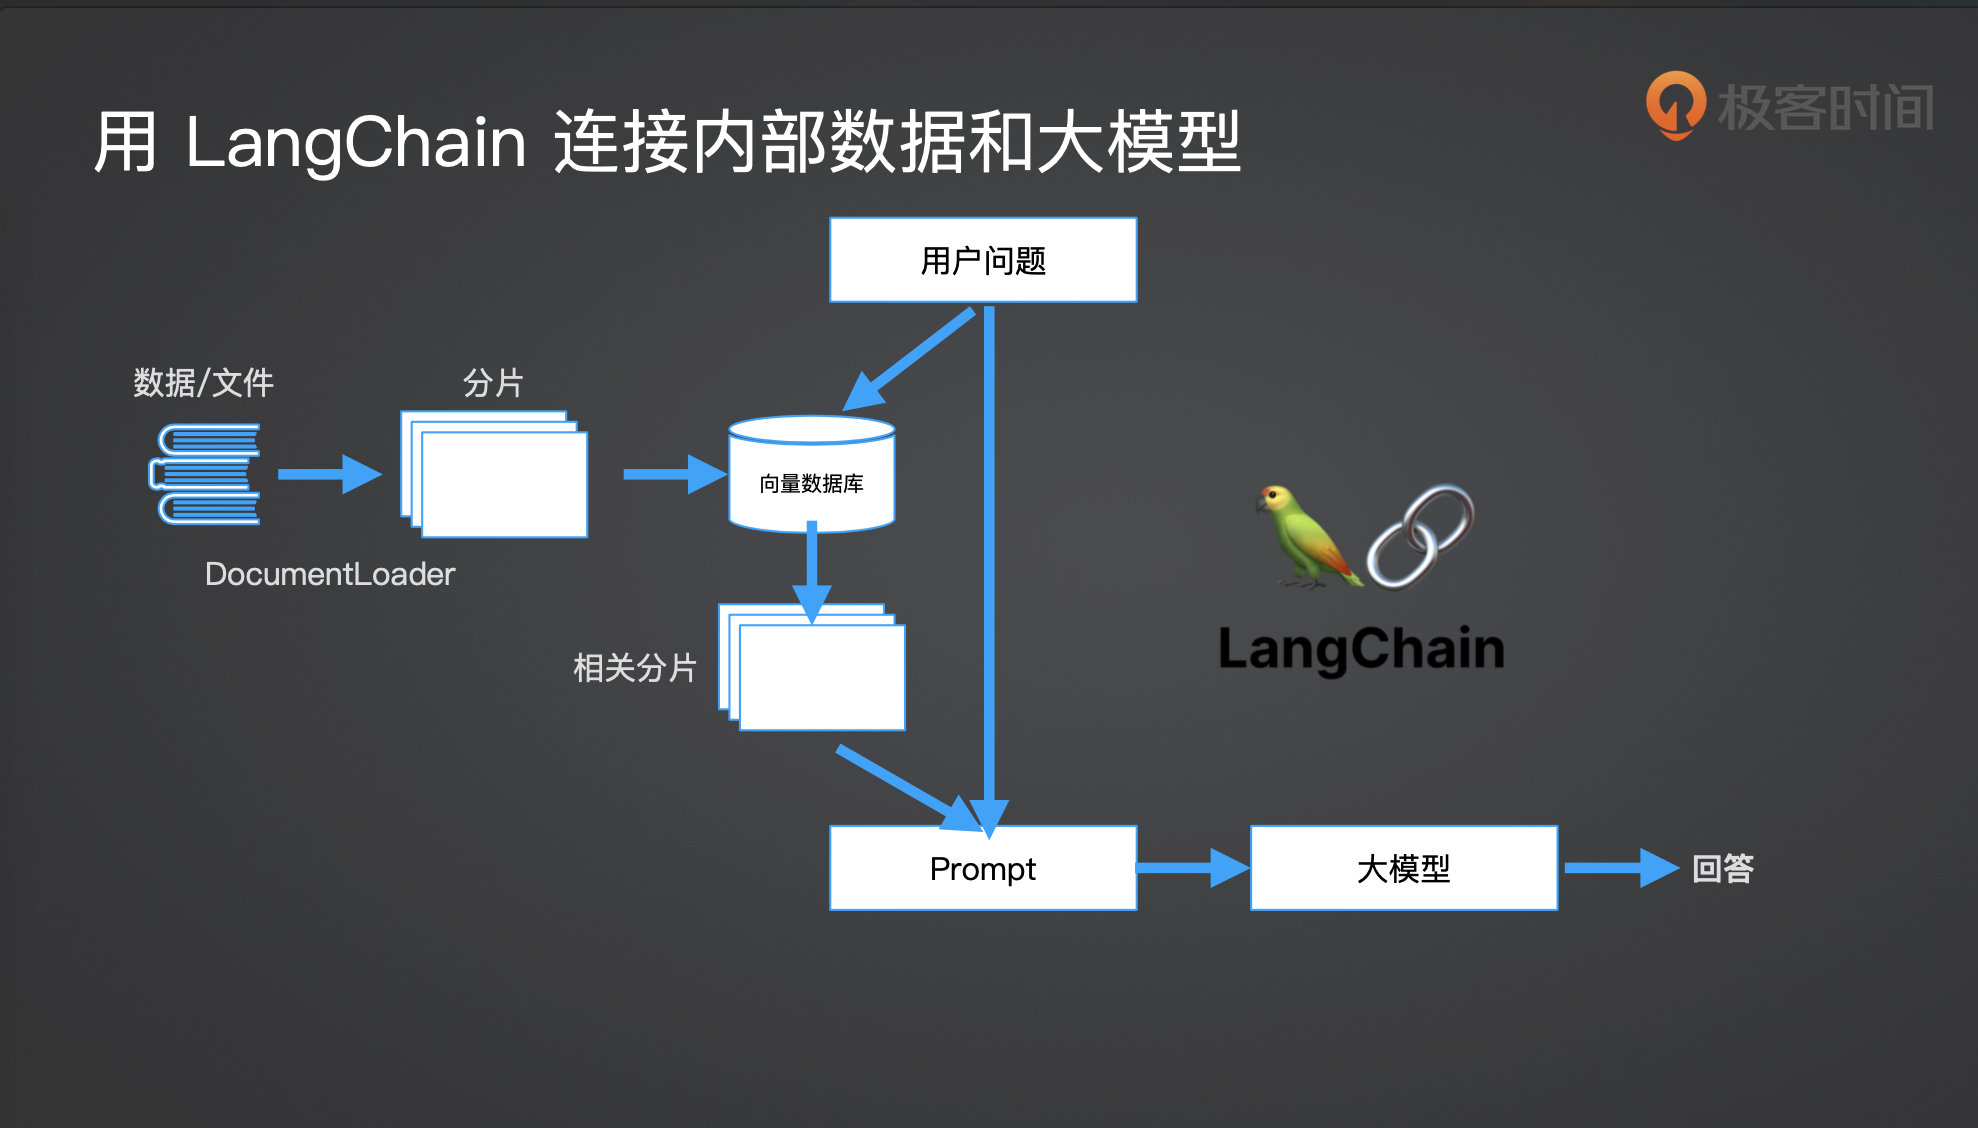 用 LangChain 连接内部数据和大模型
极客时间
用户问题
数据/文件
分片
向量数据库
DocumentLoader
相关分片
LangChain
Prompt
大模型
回答